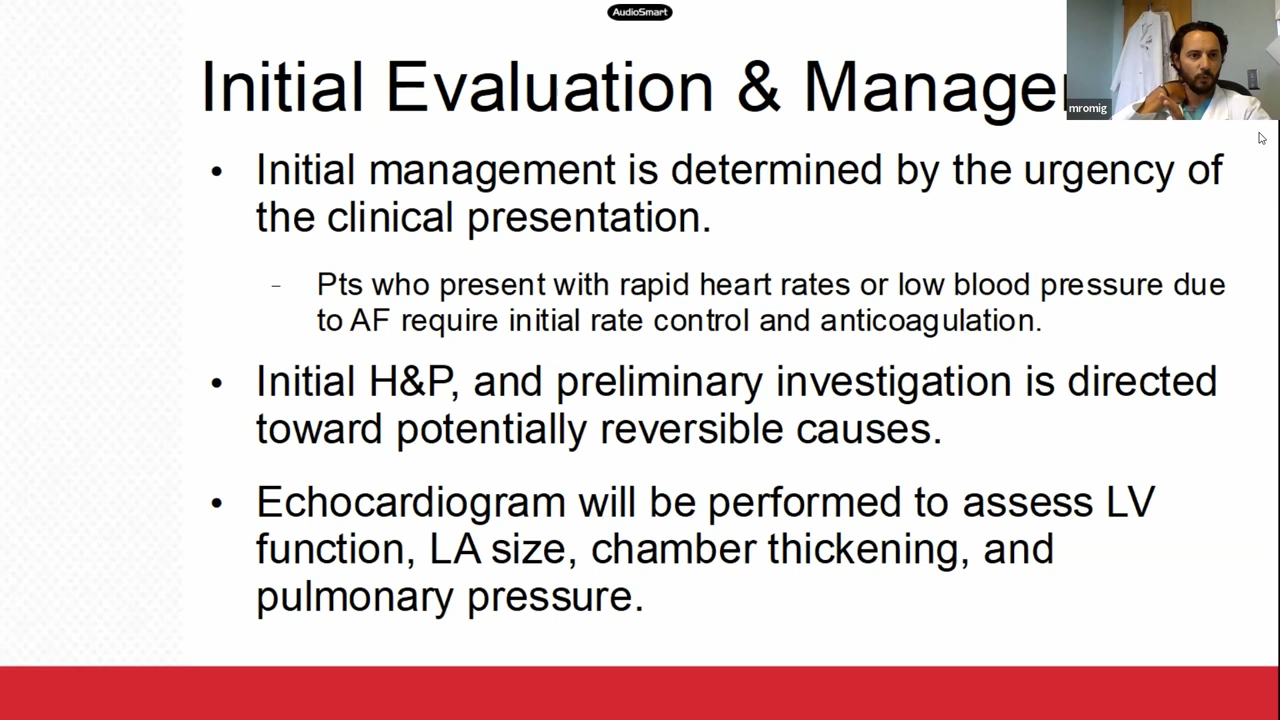 AudioSmart
Initial Evaluation & Manage
mromig
• Initial management is determined by the urgency of
the clinical presentation.
– Pts who present with rapid heart rates or low blood pressure due
to AF require initial rate control and anticoagulation.
• Initial H&P, and preliminary investigation is directed
toward potentially reversible causes.
• Echocardiogram will be performed to assess LV
function, LA size, chamber thickening, and
pulmonary pressure.